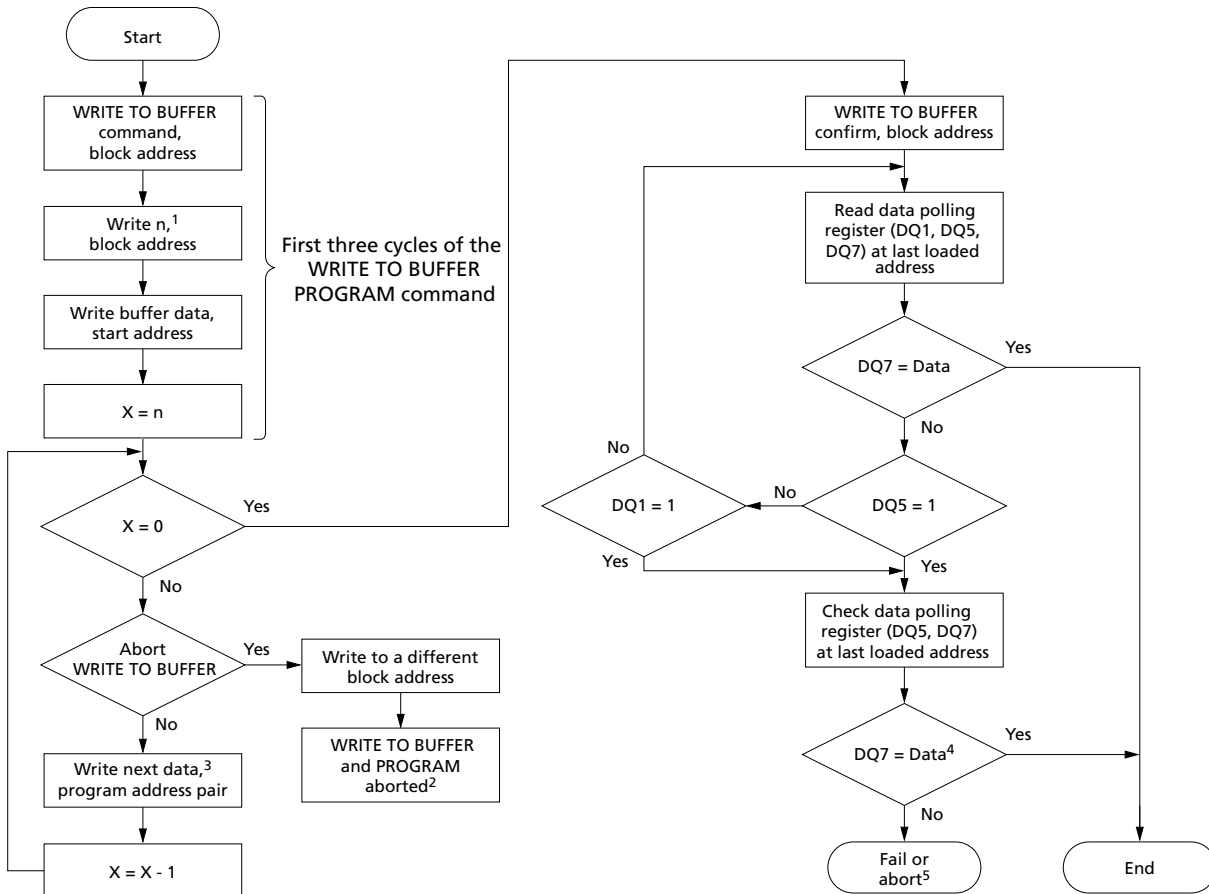 Start
WRITE TO BUFFER
command,
block address
Write n,¹
block address
Write buffer data,
start address
X = n
First three cycles of the
WRITE TO BUFFER
PROGRAM command
X = 0
Yes
No
Abort
WRITE TO BUFFER
Yes
No
Write to a different
block address
WRITE TO BUFFER
and PROGRAM
aborted²
Write next data,³
program address pair
X = X - 1
WRITE TO BUFFER
confirm, block address
Read data polling
register (DQ1, DQ5,
DQ7) at last loaded
address
DQ7 = Data
Yes
No
DQ5 = 1
No
Yes
DQ1 = 1
No
Yes
Check data polling
register (DQ5, DQ7)
at last loaded address
DQ7 = Data⁴
Yes
No
Fail or
abort⁵
End